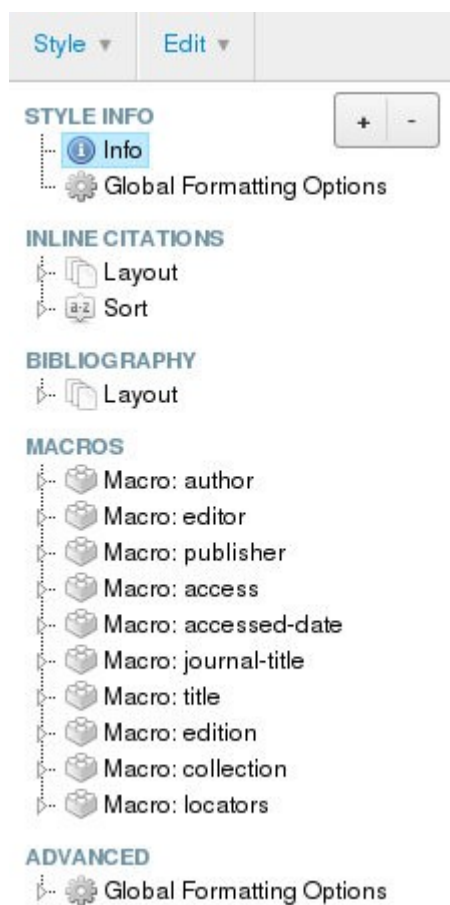 Style ▼ Edit ▼
STYLE INFO + -
i Info
Global Formatting Options
INLINE CITATIONS
Layout
a-z Sort
BIBLIOGRAPHY
Layout
MACROS
Macro: author
Macro: editor
Macro: publisher
Macro: access
Macro: accessed-date
Macro: journal-title
Macro: title
Macro: edition
Macro: collection
Macro: locators
ADVANCED
Global Formatting Options